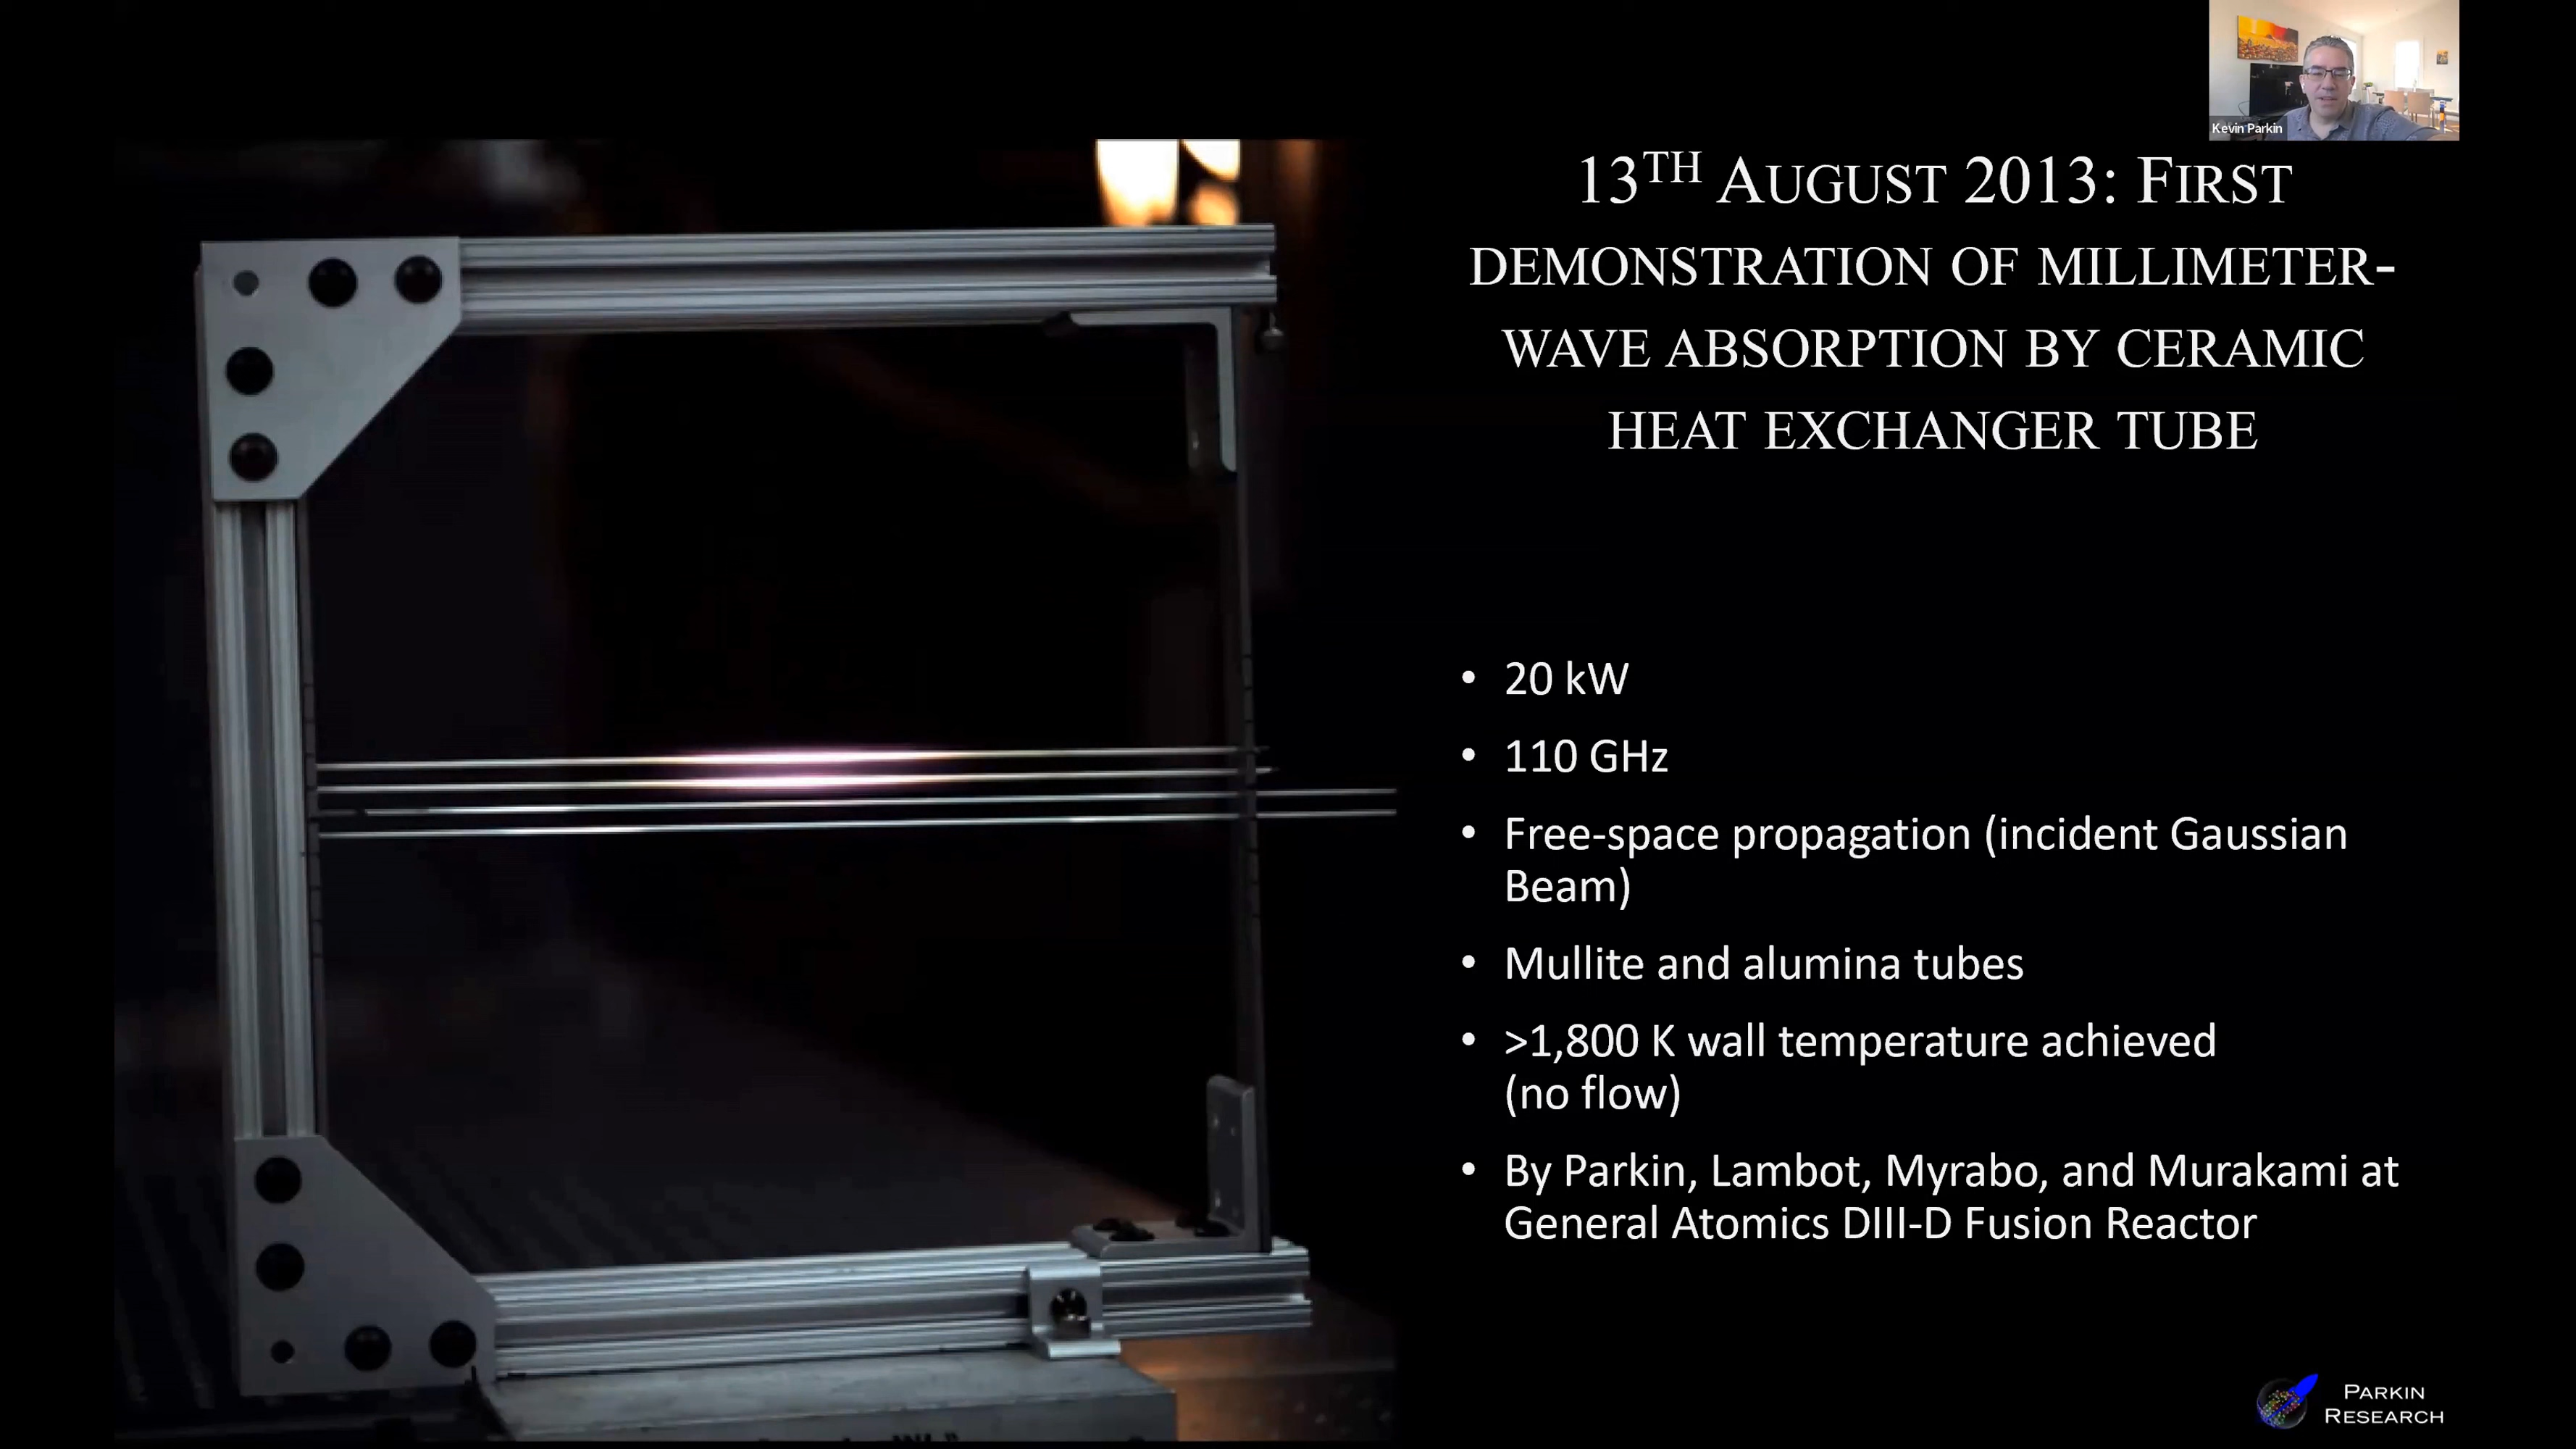 Kevin Parkin
13TH AUGUST 2013: FIRST
DEMONSTRATION OF MILLIMETER-
WAVE ABSORPTION BY CERAMIC
HEAT EXCHANGER TUBE
• 20 kW
• 110 GHz
• Free-space propagation (incident Gaussian
Beam)
• Mullite and alumina tubes
• >1,800 K wall temperature achieved
(no flow)
• By Parkin, Lambot, Myrabo, and Murakami at
General Atomics DIII-D Fusion Reactor
PARKIN
RESEARCH